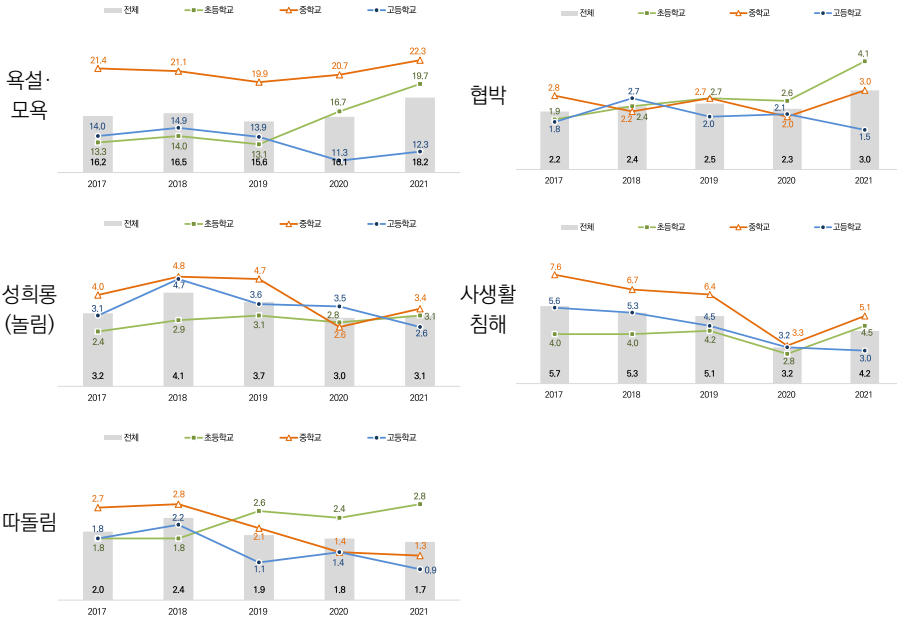 전체 초등학교 중학교 고등학교
욕설·
모욕
21.4 21.1 19.9 20.7 22.3
14.0 14.9 13.9 16.7 19.7
13.3 14.0 13.1 11.3 12.3
16,2 16.5 15.6 16.1 18.2
2017 2018 2019 2020 2021
전체 초등학교 중학교 고등학교
협박
2.8 2.7 2.7 2.7 2.6 4.1
1.9 2.2 2.4 2.1 3.0
1.8 2.0 2.0 1.5
2.2 2.4 2.5 2.3 3.0
2017 2018 2019 2020 2021
전체 초등학교 중학교 고등학교
성희롱
(놀림)
4.0 4.8 4.7 3.5 3.4
3.1 4.7 3.6 2.8 3.1
2.4 2.9 3.1 2.6 2.6
3.2 4.1 3.7 3.0 3.1
2017 2018 2019 2020 2021
전체 초등학교 중학교 고등학교
사생활
침해
7.6 6.7 6.4 3.2 3.3 5.1
5.6 5.3 4.5 4.5
4.0 4.0 4.2 2.8 3.0
5.7 5.3 5.1 3.2 4.2
2017 2018 2019 2020 2021
전체 초등학교 중학교 고등학교
따돌림
2.7 2.8 2.6 2.4 2.8
1.8 2.2 2.1 1.4 1.3
1.8 1.8 1.1 1.4 0.9
2.0 2.4 1.9 1.8 1.7
2017 2018 2019 2020 2021